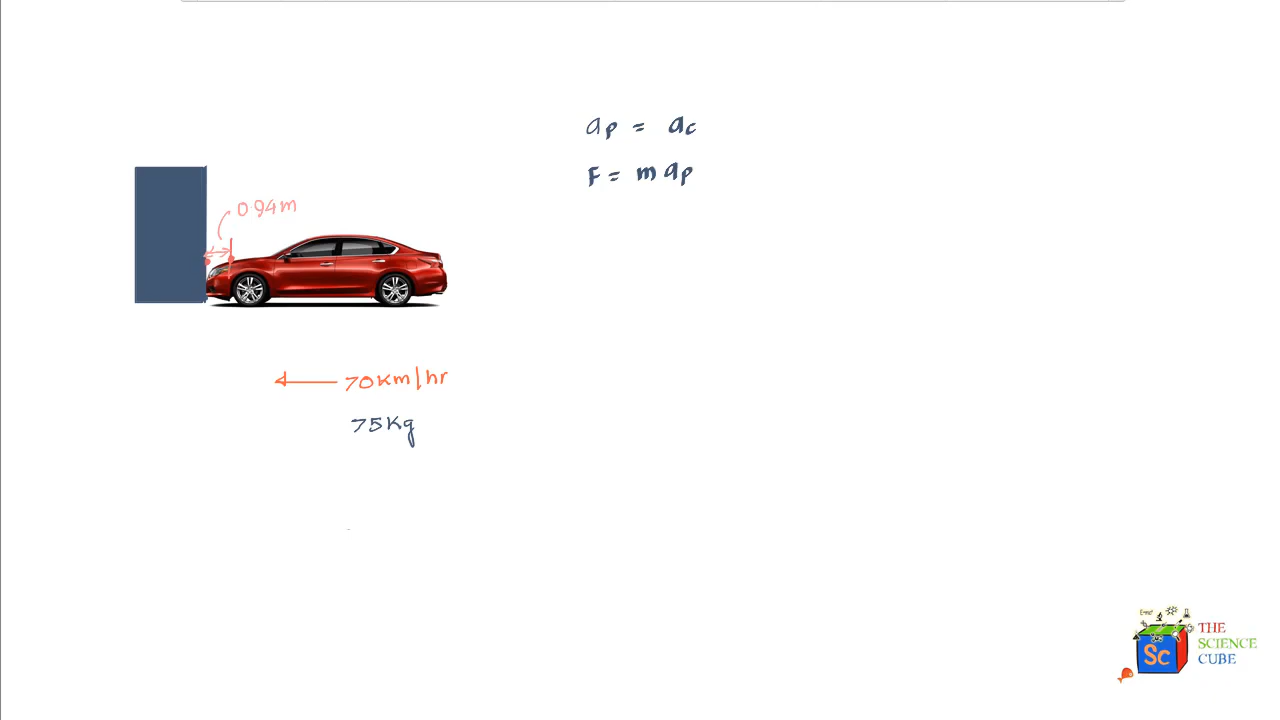 ap = ac
F = m ap
0.94m
70Km/hr
75Kg
Sc
THE
SCIENCE
CUBE